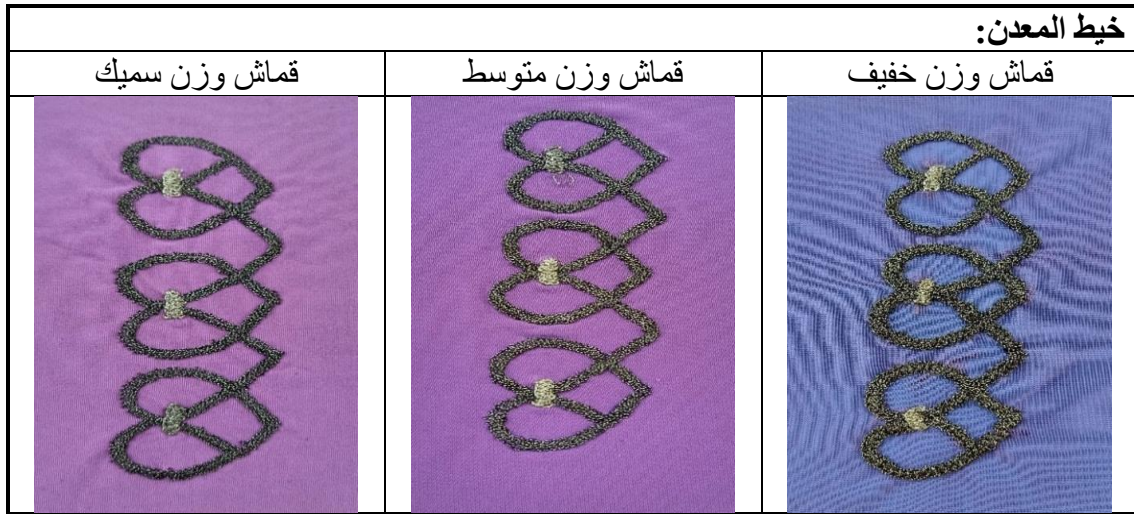 خيط المعدن:
قماش وزن خفيف
قماش وزن متوسط
قماش وزن سميك